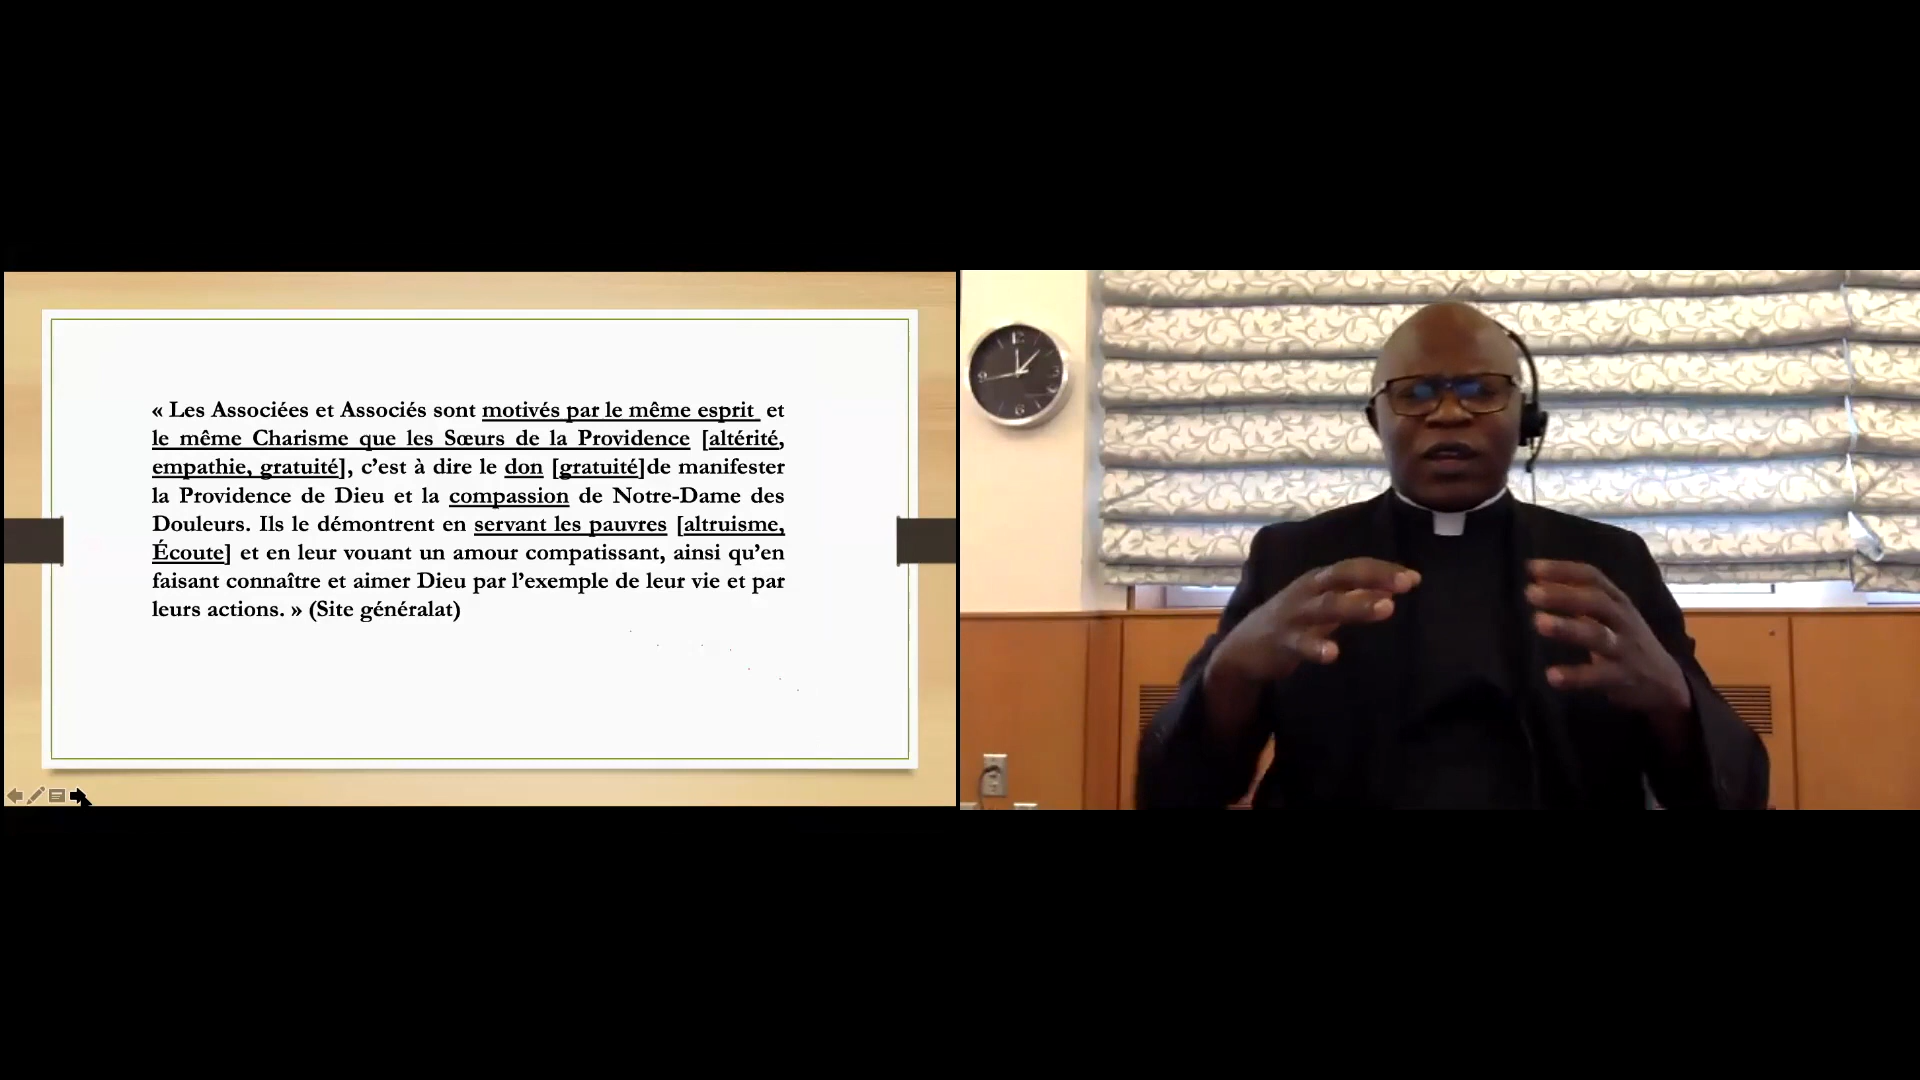 « Les Associées et Associés sont motivés par le même esprit et
le même Charisme que les Sœurs de la Providence [altérité,
empathie, gratuité], c’est à dire le don [gratuité]de manifester
la Providence de Dieu et la compassion de Notre-Dame des
Douleurs. Ils le démontrent en servant les pauvres [altruisme,
Écoute] et en leur vouant un amour compatissant, ainsi qu’en
faisant connaître et aimer Dieu par l’exemple de leur vie et par
leurs actions. » (Site généralat)
12
3
6
9